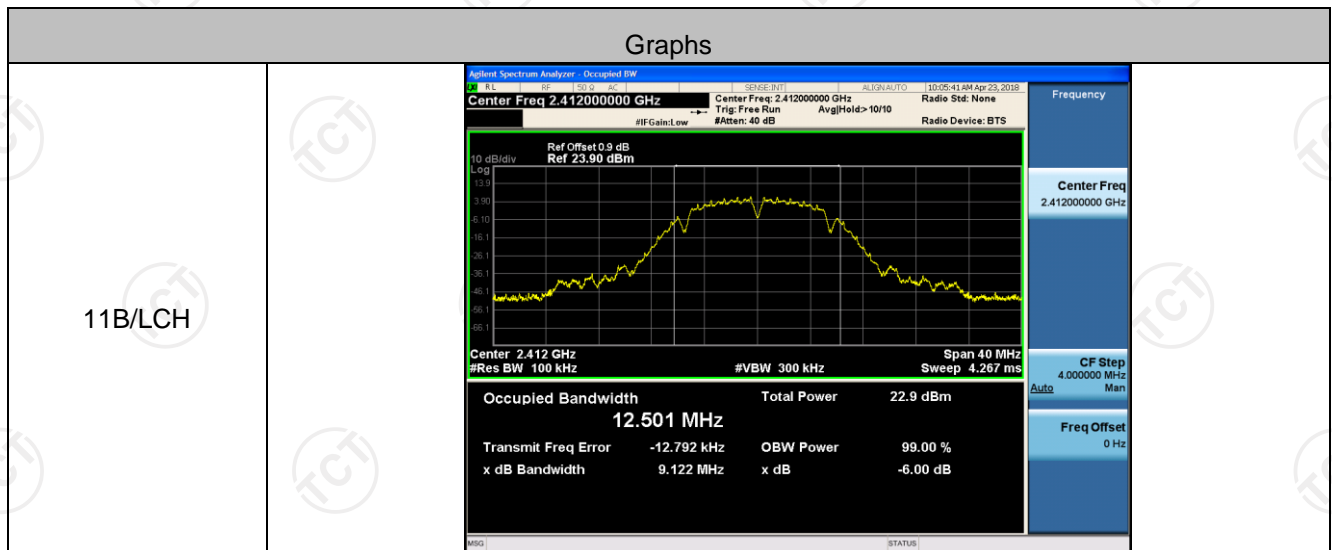 Graphs
11B/LCH
Agilent Spectrum Analyzer - Occupied BW
RL RF 50 Ω AC SENSE:INT ALIGNAUTO 10:05:41 AM Apr 23, 2018
Center Freq 2.412000000 GHz Center Freq: 2.412000000 GHz Radio Std: None
Trig: Free Run Avg|Hold:>10/10
#IFGain:Low #Atten: 40 dB Radio Device: BTS
Ref Offset 0.9 dB
10 dB/div Ref 23.90 dBm
Log
13.9
3.90
-6.10
-16.1
-26.1
-36.1
-46.1
-56.1
-66.1
Center 2.412 GHz Span 40 MHz
#Res BW 100 kHz #VBW 300 kHz Sweep 4.267 ms
Occupied Bandwidth Total Power 22.9 dBm
12.501 MHz
Transmit Freq Error -12.792 kHz OBW Power 99.00 %
x dB Bandwidth 9.122 MHz x dB -6.00 dB
MSG STATUS
Frequency
Center Freq
2.412000000 GHz
CF Step
4.000000 MHz
Auto Man
Freq Offset
0 Hz
TCT
TCT
TCT
TCT
TCT
TCT